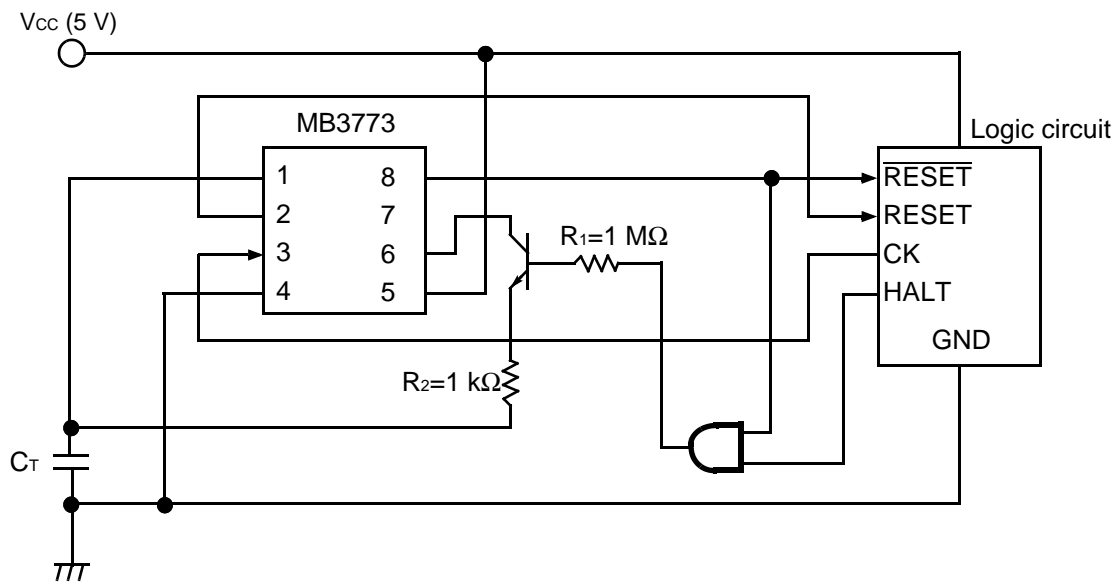 VCC (5 V)
MB3773
Logic circuit
1 8
2 7
3 6
4 5
RESET
RESET
CK
HALT
GND
R1=1 MΩ
R2=1 kΩ
CT